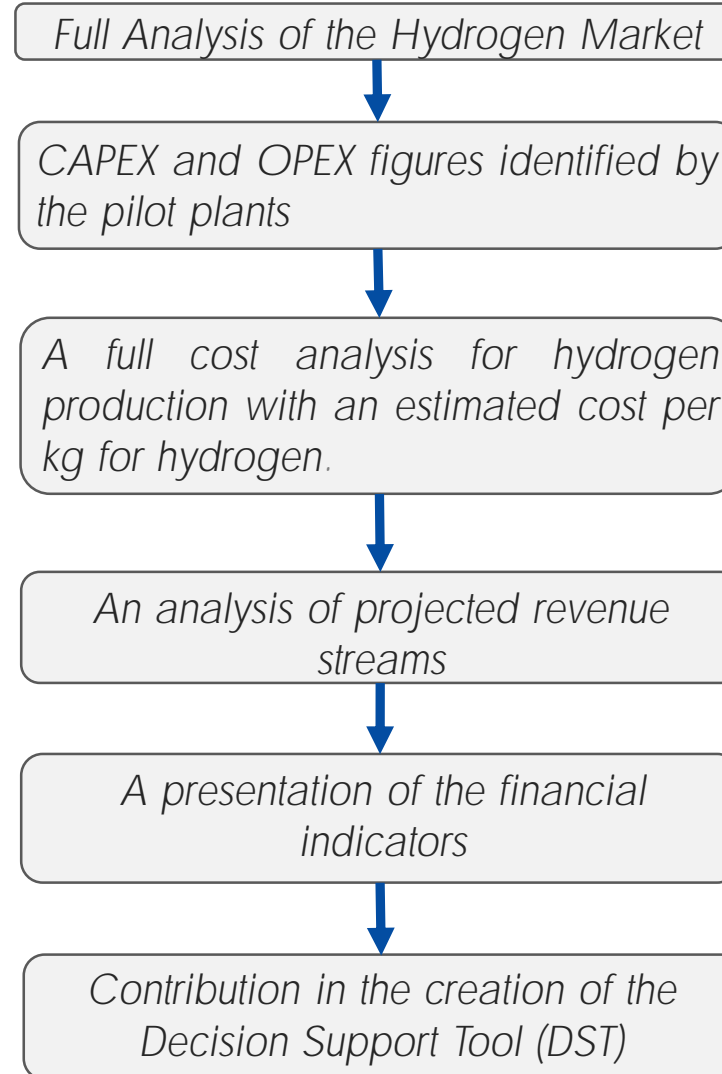 Full Analysis of the Hydrogen Market
CAPEX and OPEX figures identified by
the pilot plants
A full cost analysis for hydrogen
production with an estimated cost per
kg for hydrogen.
An analysis of projected revenue
streams
A presentation of the financial
indicators
Contribution in the creation of the
Decision Support Tool (DST)